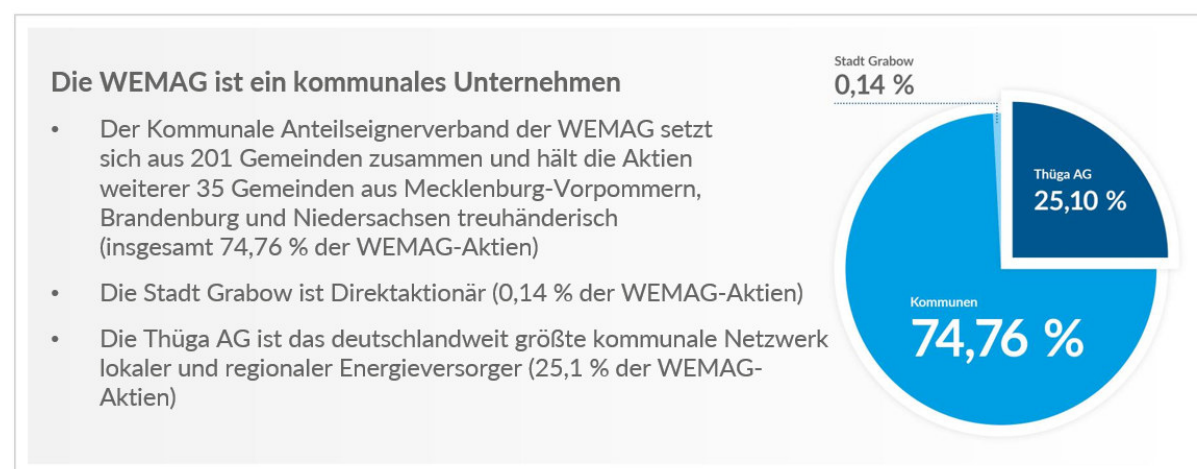 Die WEMAG ist ein kommunales Unternehmen
• Der Kommunale Anteilseignerverband der WEMAG setzt
sich aus 201 Gemeinden zusammen und hält die Aktien
weiterer 35 Gemeinden aus Mecklenburg-Vorpommern,
Brandenburg und Niedersachsen treuhänderisch
(insgesamt 74,76 % der WEMAG-Aktien)
• Die Stadt Grabow ist Direktaktionär (0,14 % der WEMAG-Aktien)
• Die Thüga AG ist das deutschlandweit größte kommunale Netzwerk
lokaler und regionaler Energieversorger (25,1 % der WEMAG-
Aktien)
Stadt Grabow
0,14 %
Thüga AG
25,10 %
Kommunen
74,76 %